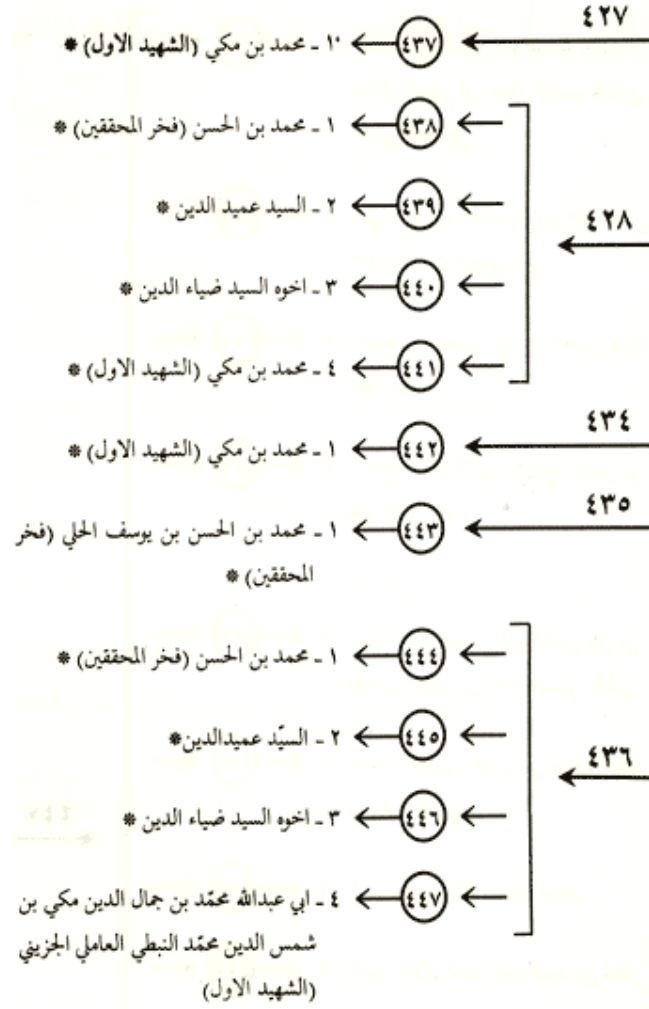 ٤٢٧
٤٣٧ ١٠ ـ محمد بن مكي (الشهيد الاول) *
٤٢٨
٤٣٨ ١ ـ محمد بن الحسن (فخر المحققين) *
٤٣٩ ٢ ـ السيد عميد الدين *
٤٤٠ ٣ ـ اخوه السيد ضياء الدين *
٤٤١ ٤ ـ محمد بن مكي (الشهيد الاول) *
٤٣٤
٤٤٢ ١ ـ محمد بن مكي (الشهيد الاول) *
٤٣٥
٤٤٣ ١ ـ محمد بن الحسن بن يوسف الحلي (فخر
المحققين) *
٤٣٦
٤٤٤ ١ ـ محمد بن الحسن (فخر المحققين) *
٤٤٥ ٢ ـ السيّد عميدالدين*
٤٤٦ ٣ ـ اخوه السيد ضياء الدين *
٤٤٧ ٤ ـ ابي عبدالله محمّد بن جمال الدين مكي بن
شمس الدين محمّد النبطي العاملي الجزيني
(الشهيد الاول)